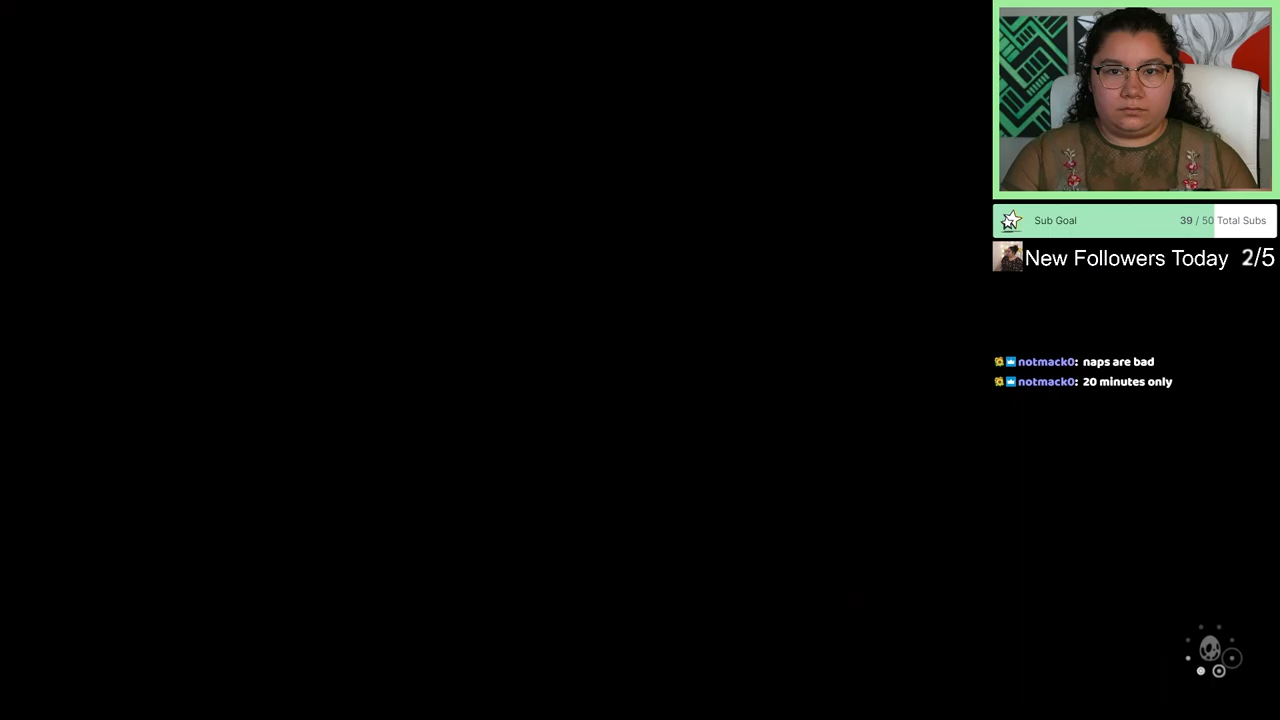 Sub Goal 39 / 50 Total Subs
New Followers Today 2/5
notmack0: naps are bad
notmack0: 20 minutes only